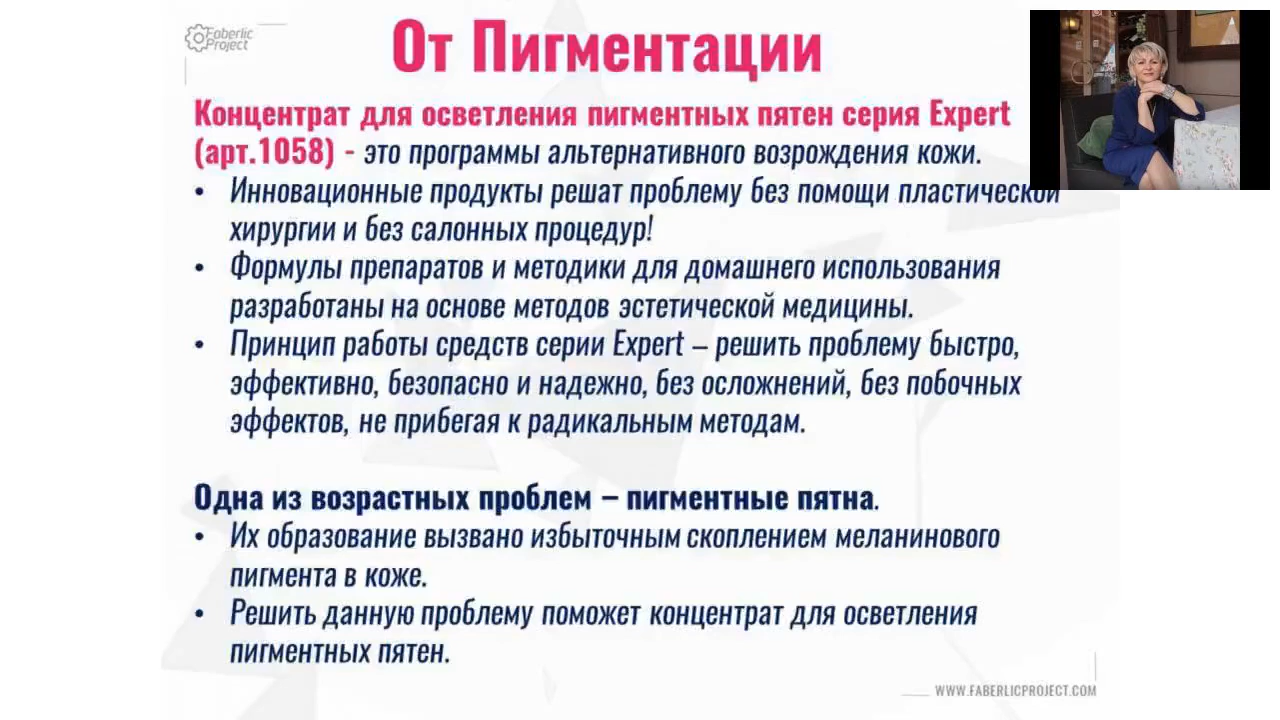 Faberlic
Project
От Пигментации
Концентрат для осветления пигментных пятен серия Expert
(арт.1058) - это программы альтернативного возрождения кожи.
• Инновационные продукты решат проблему без помощи пластической
хирургии и без салонных процедур!
• Формулы препаратов и методики для домашнего использования
разработаны на основе методов эстетической медицины.
• Принцип работы средств серии Expert – решить проблему быстро,
эффективно, безопасно и надежно, без осложнений, без побочных
эффектов, не прибегая к радикальным методам.
Одна из возрастных проблем – пигментные пятна.
• Их образование вызвано избыточным скоплением меланинового
пигмента в коже.
• Решить данную проблему поможет концентрат для осветления
пигментных пятен.
WWW.FABERLICPROJECT.COM